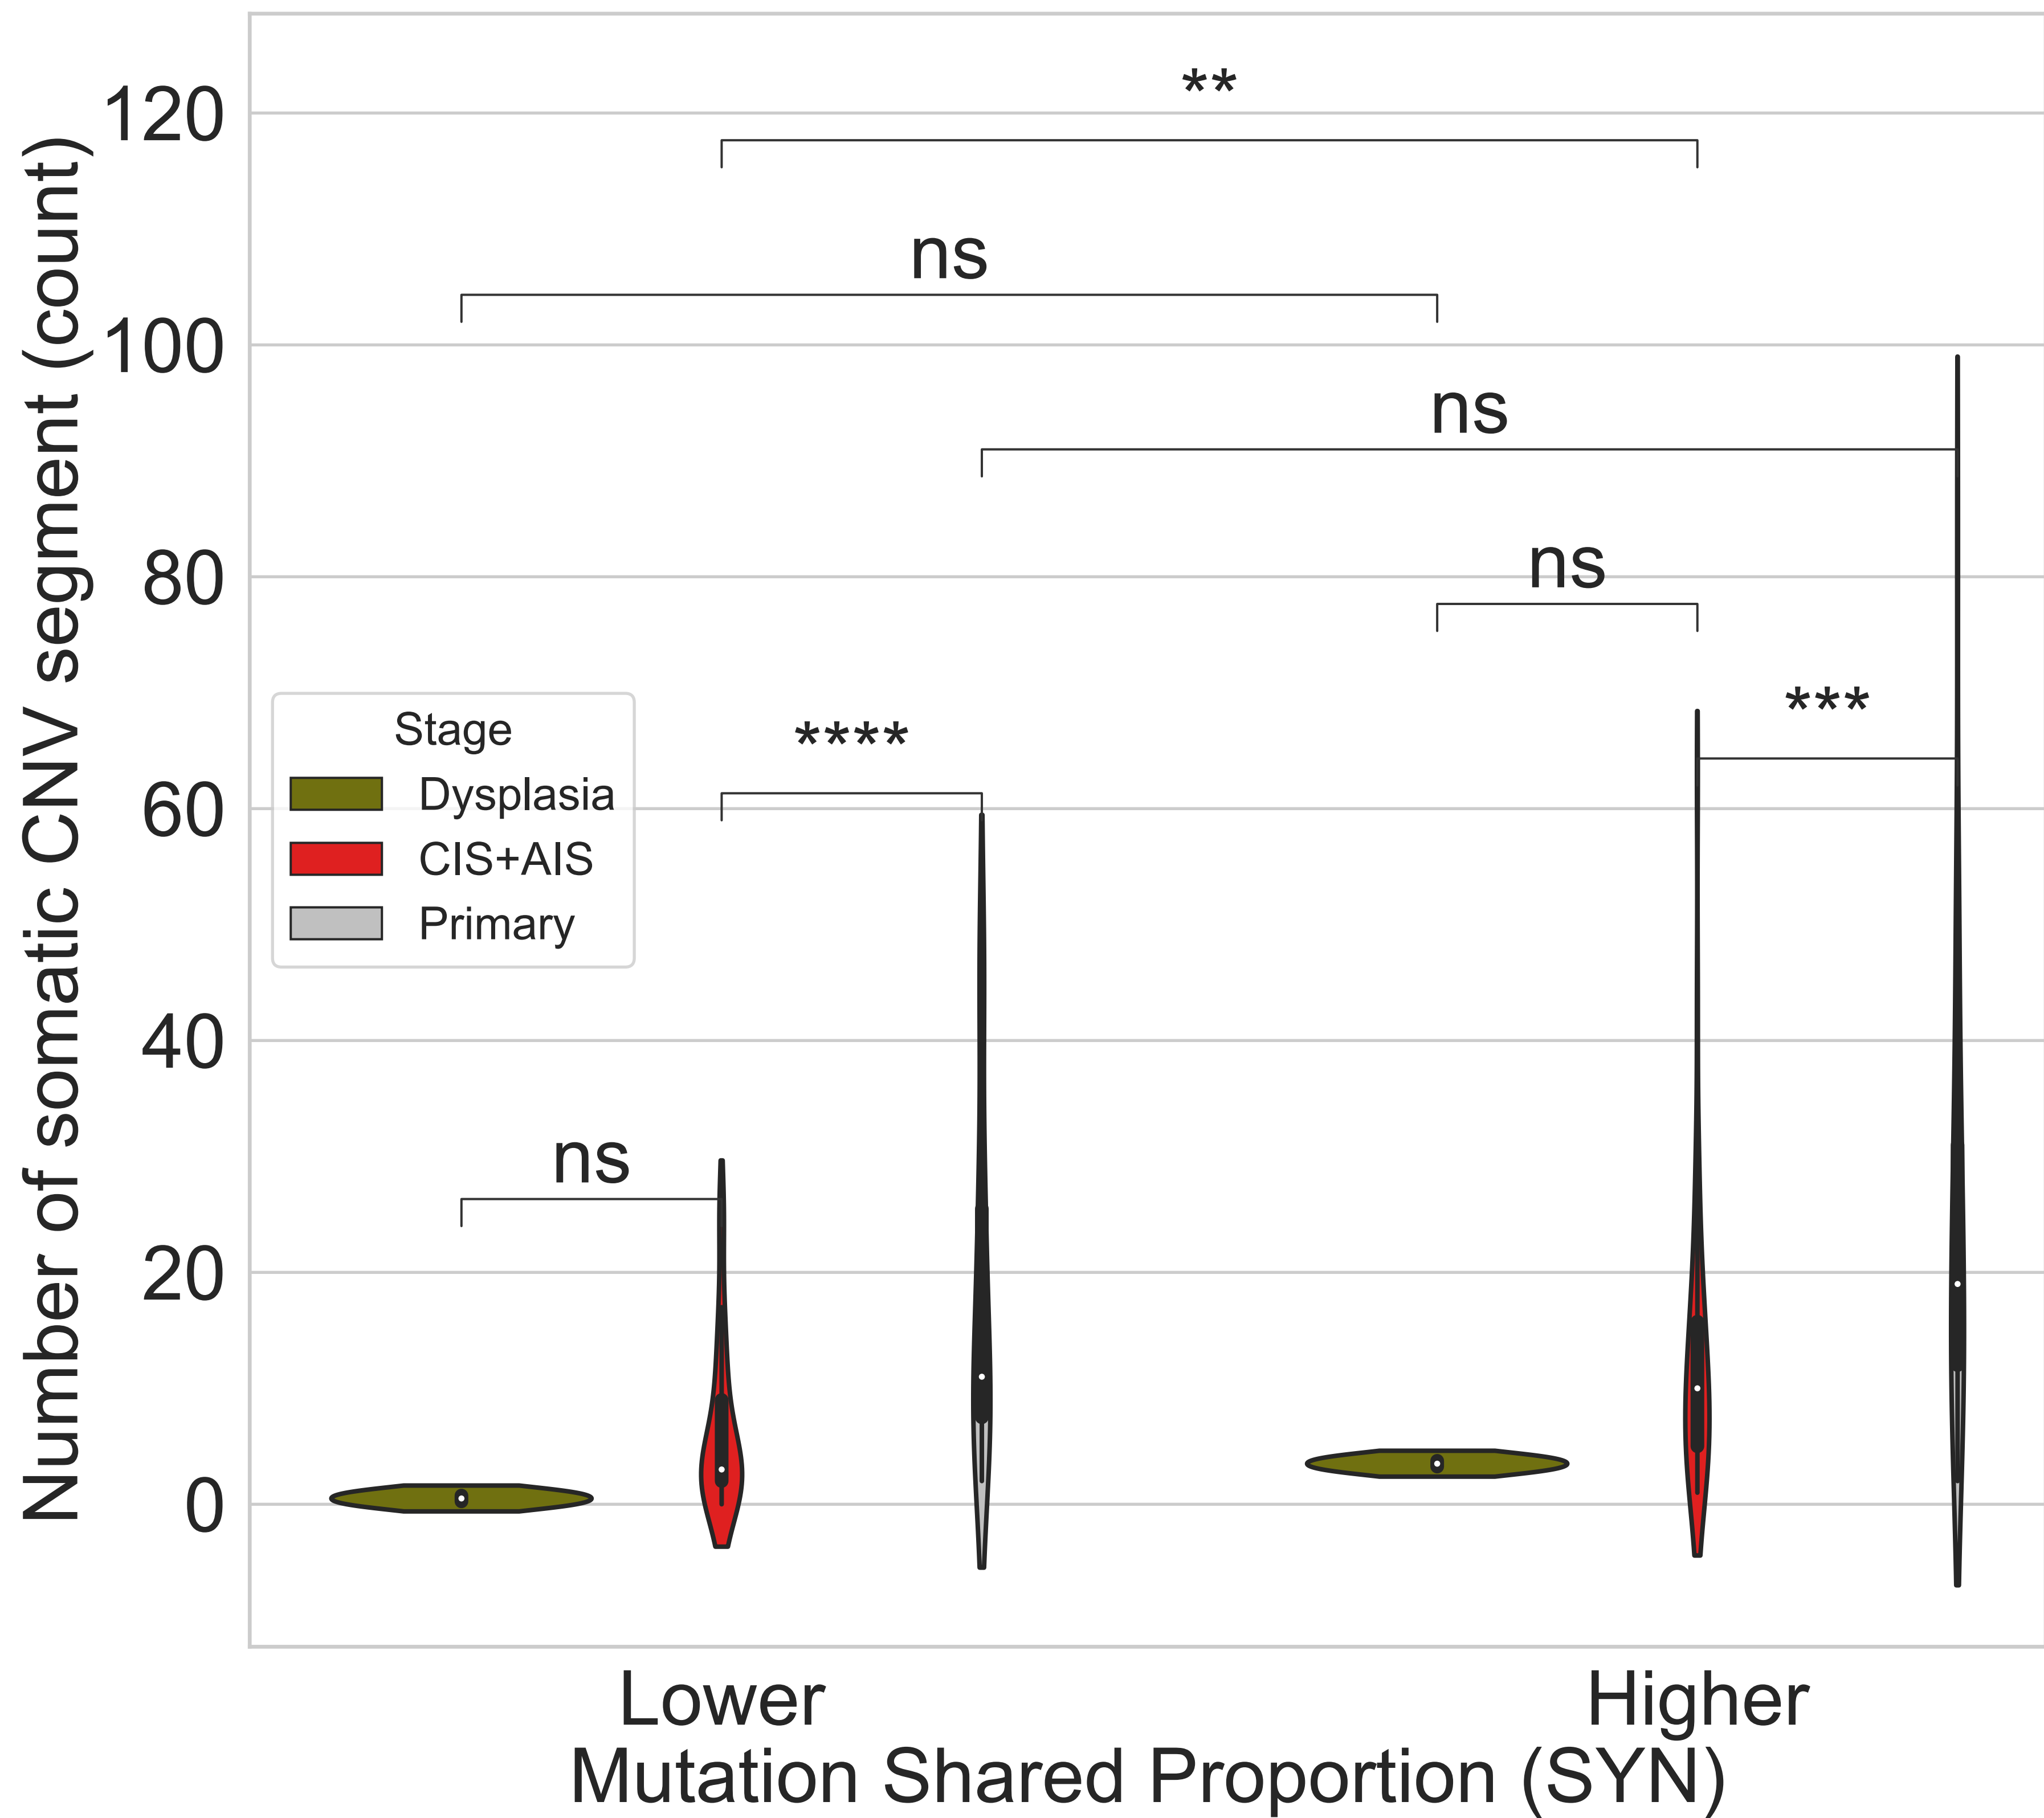 **
120
ns
100
ns
80
ns
***
****
60
Stage
Dysplasia
CIS+AIS
Primary
40
ns
20
0
Number of somatic CNV segment (count)
Lower
Higher
Mutation Shared Proportion (SYN)